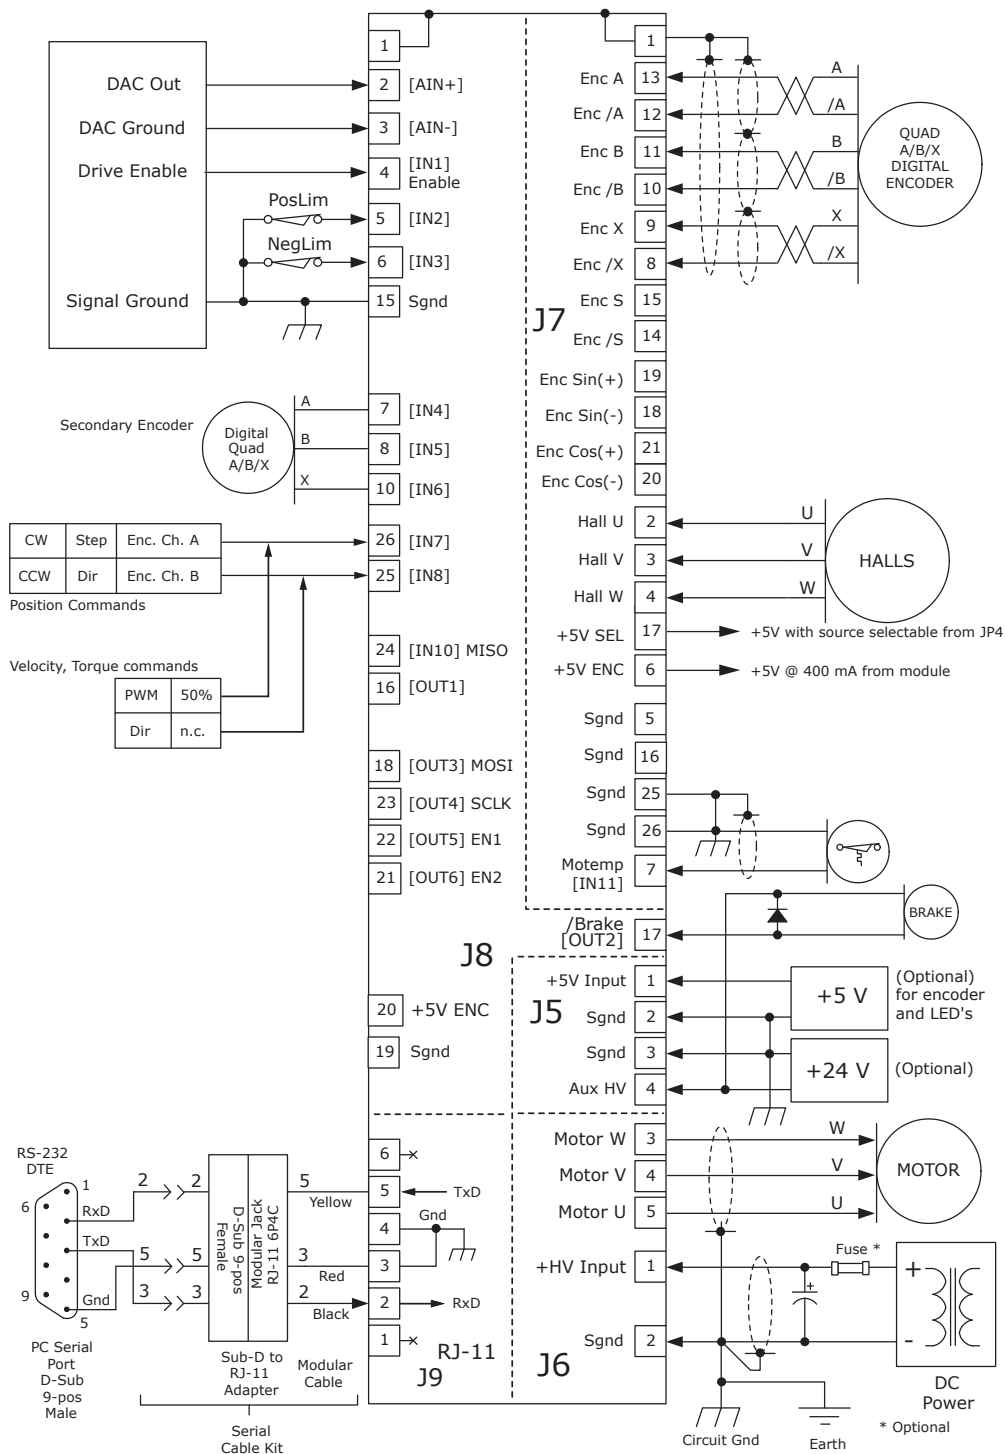 DAC Out
DAC Ground
Drive Enable
PosLim
NegLim
Signal Ground
1
2 [AIN+]
3 [AIN-]
4 [IN1]
Enable
5 [IN2]
6 [IN3]
15 Sgnd
Secondary Encoder
Digital
Quad
A/B/X
A
B
X
7 [IN4]
8 [IN5]
10 [IN6]
CW Step Enc. Ch. A
CCW Dir Enc. Ch. B
Position Commands
26 [IN7]
25 [IN8]
Velocity, Torque commands
PWM 50%
Dir n.c.
24 [IN10] MISO
16 [OUT1]
18 [OUT3] MOSI
23 [OUT4] SCLK
22 [OUT5] EN1
21 [OUT6] EN2
J8
20 +5V ENC
19 Sgnd
J7
1
Enc A 13
Enc /A 12
Enc B 11
Enc /B 10
Enc X 9
Enc /X 8
A
/A
B
/B
X
/X
QUAD
A/B/X
DIGITAL
ENCODER
Enc S 15
Enc /S 14
Enc Sin(+) 19
Enc Sin(-) 18
Enc Cos(+) 21
Enc Cos(-) 20
Hall U 2 U
Hall V 3 V
Hall W 4 W
HALLS
+5V SEL 17 +5V with source selectable from JP4
+5V ENC 6 +5V @ 400 mA from module
Sgnd 5
Sgnd 16
Sgnd 25
Sgnd 26
Motemp 7
[IN11]
/Brake
[OUT2] 17
BRAKE
J5
+5V Input 1
Sgnd 2
Sgnd 3
Aux HV 4
+5 V
(Optional)
for encoder
and LED's
+24 V
(Optional)
Motor W 3 W
Motor V 4 V
Motor U 5 U
MOTOR
+HV Input 1
Sgnd 2
J6
Fuse *
+
+
-
DC
Power
* Optional
Circuit Gnd
Earth
RS-232
DTE
1
6
RxD
TxD
Gnd
9
5
PC Serial
Port
D-Sub
9-pos
Male
2 2
5 5
3 3
D-Sub 9-pos
Female
Modular Jack
RJ-11 6P4C
5
Yellow
3
Red
2
Black
Sub-D to
RJ-11
Adapter
Modular
Cable
Serial
Cable Kit
6
5 TxD
4 Gnd
3
2 RxD
1
RJ-11
J9